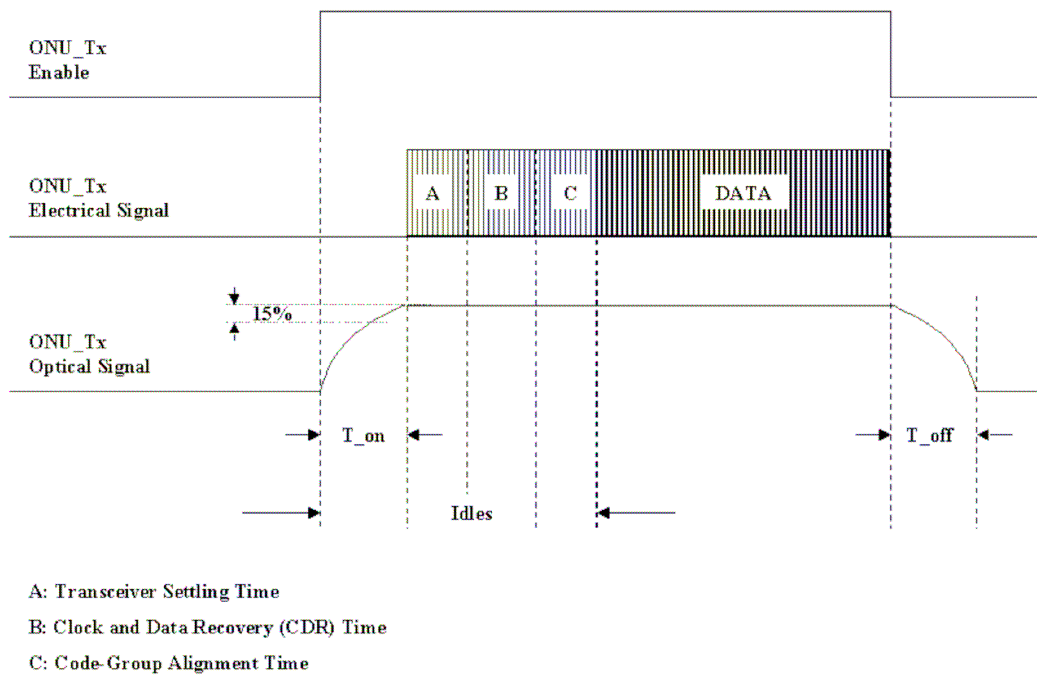 ONU_Tx
Enable
ONU_Tx
Electrical Signal
A
B
C
DATA
15%
ONU_Tx
Optical Signal
T_on
T_off
Idles
A: Transceiver Settling Time
B: Clock and Data Recovery (CDR) Time
C: Code-Group Alignment Time